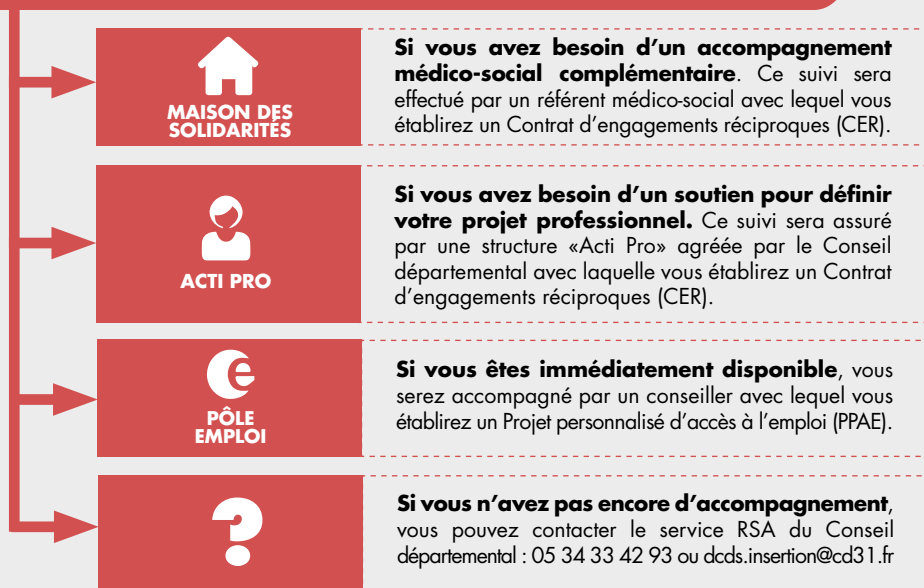 MAISON DES
SOLIDARITÉS
Si vous avez besoin d'un accompagnement
médico-social complémentaire. Ce suivi sera
effectué par un référent médico-social avec lequel vous
établirez un Contrat d'engagements réciproques (CER).
ACTI PRO
Si vous avez besoin d'un soutien pour définir
votre projet professionnel. Ce suivi sera assuré
par une structure «Acti Pro» agréée par le Conseil
départemental avec laquelle vous établirez un Contrat
d'engagements réciproques (CER).
PÔLE
EMPLOI
Si vous êtes immédiatement disponible, vous
serez accompagné par un conseiller avec lequel vous
établirez un Projet personnalisé d'accès à l'emploi (PPAE).
?
Si vous n'avez pas encore d'accompagnement,
vous pouvez contacter le service RSA du Conseil
départemental : 05 34 33 42 93 ou dcds.insertion@cd31.fr